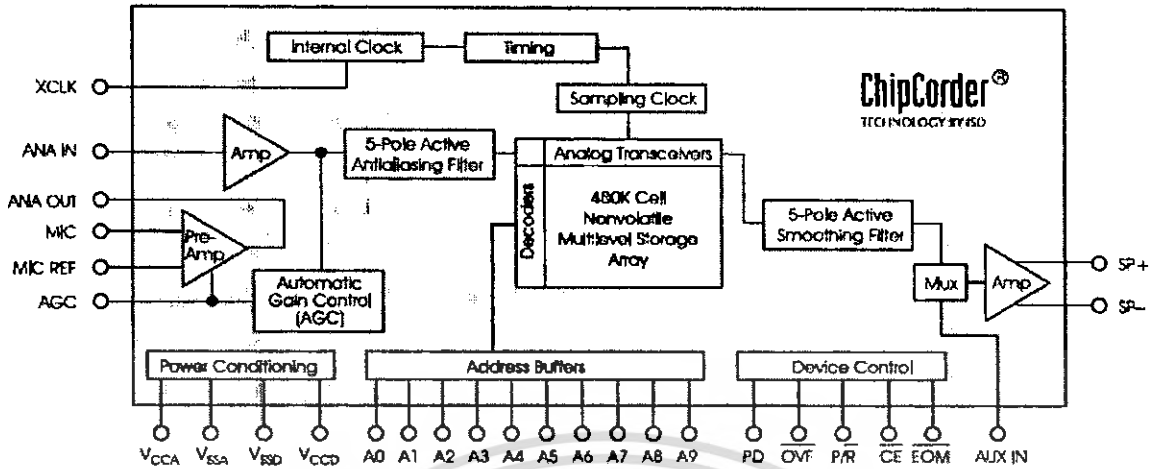 Internal Clock
Timing
XCLK
Sampling Clock
ChipCorder®
TECHNOLOGY BY ISD
ANA IN
Amp
5-Pole Active
Antialiasing Filter
Analog Transceivers
Decoders
480K Cell
Nonvolatile
Multilevel Storage
Array
ANA OUT
MIC
Pre-
Amp
MIC REF
AGC
Automatic
Gain Control
(AGC)
5-Pole Active
Smoothing Filter
Mux
Amp
SP+
SP–
Power Conditioning
Address Buffers
Device Control
VCCA VSSA VSSD VCCD A0 A1 A2 A3 A4 A5 A6 A7 A8 A9 PD OVF P/R CE EOM AUX IN